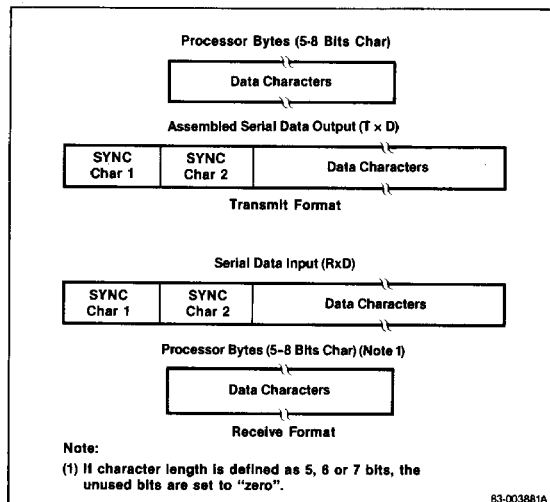 Processor Bytes (5-8 Bits Char)
Data Characters
Assembled Serial Data Output (T x D)
SYNC Char 1
SYNC Char 2
Data Characters
Transmit Format
Serial Data Input (RxD)
SYNC Char 1
SYNC Char 2
Data Characters
Processor Bytes (5-8 Bits Char) (Note 1)
Data Characters
Receive Format
Note:
(1) If character length is defined as 5, 6 or 7 bits, the
unused bits are set to "zero".
83-003881A